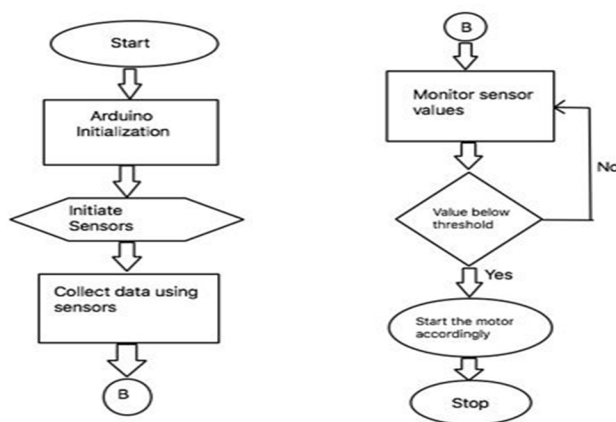 Start
Arduino
Initialization
Initiate
Sensors
Collect data using
sensors
B
B
Monitor sensor
values
No
Value below
threshold
Yes
Start the motor
accordingly
Stop